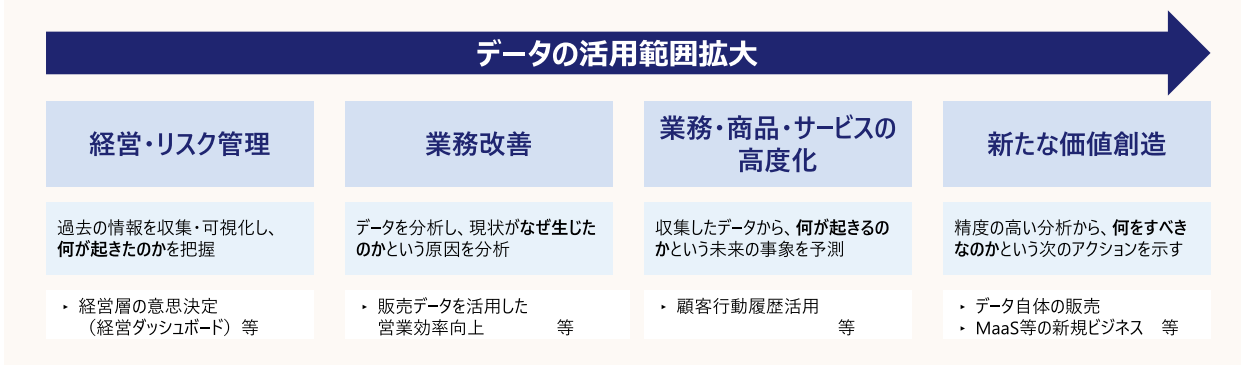 データの活用範囲拡大
経営・リスク管理
過去の情報を収集・可視化し、
何が起きたのかを把握
‣ 経営層の意思決定
（経営ダッシュボード）等
業務改善
データを分析し、現状がなぜ生じた
のかという原因を分析
‣ 販売データを活用した
営業効率向上 等
業務・商品・サービスの
高度化
収集したデータから、何が起きるの
かという未来の事象を予測
‣ 顧客行動履歴活用
等
新たな価値創造
精度の高い分析から、何をすべき
なのかという次のアクションを示す
‣ データ自体の販売
‣ MaaS等の新規ビジネス 等